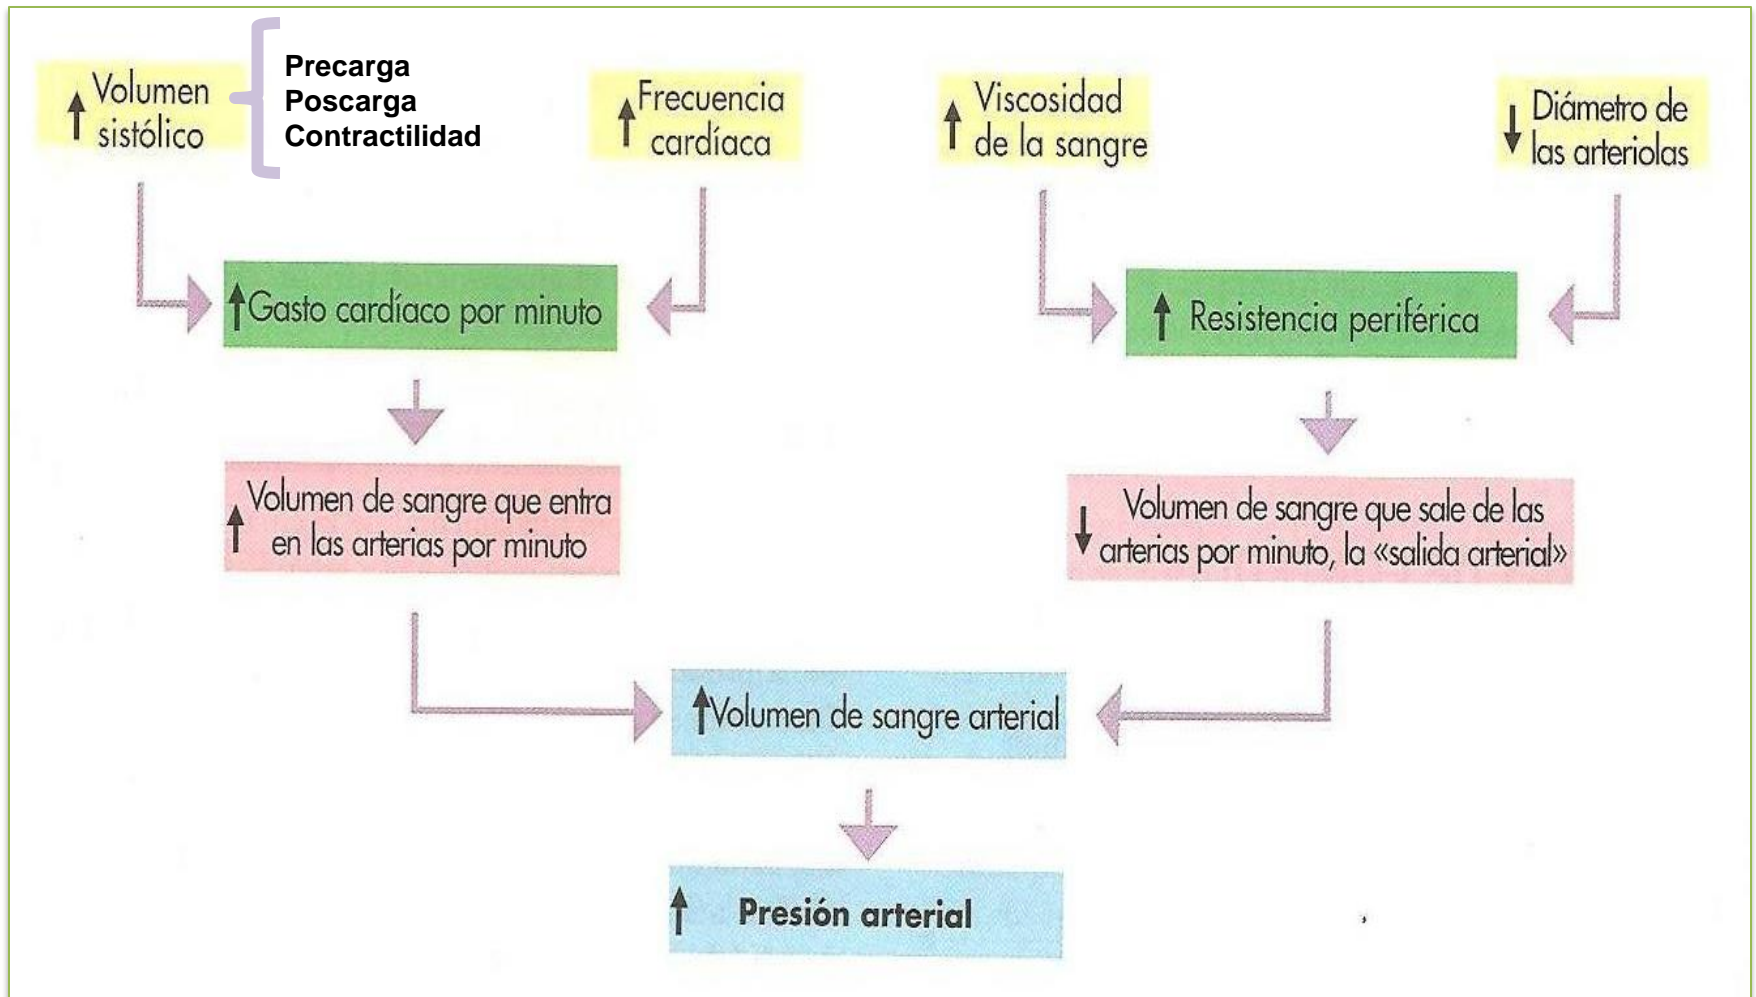 ↑ Volumen
sistólico
Precarga
Poscarga
Contractilidad
↑ Frecuencia
cardíaca
↑ Viscosidad
de la sangre
↓ Diámetro de
las arteriolas
↑ Gasto cardíaco por minuto
↑ Resistencia periférica
↑ Volumen de sangre que entra
en las arterias por minuto
↓ Volumen de sangre que sale de las
arterias por minuto, la «salida arterial»
↑ Volumen de sangre arterial
↑ Presión arterial